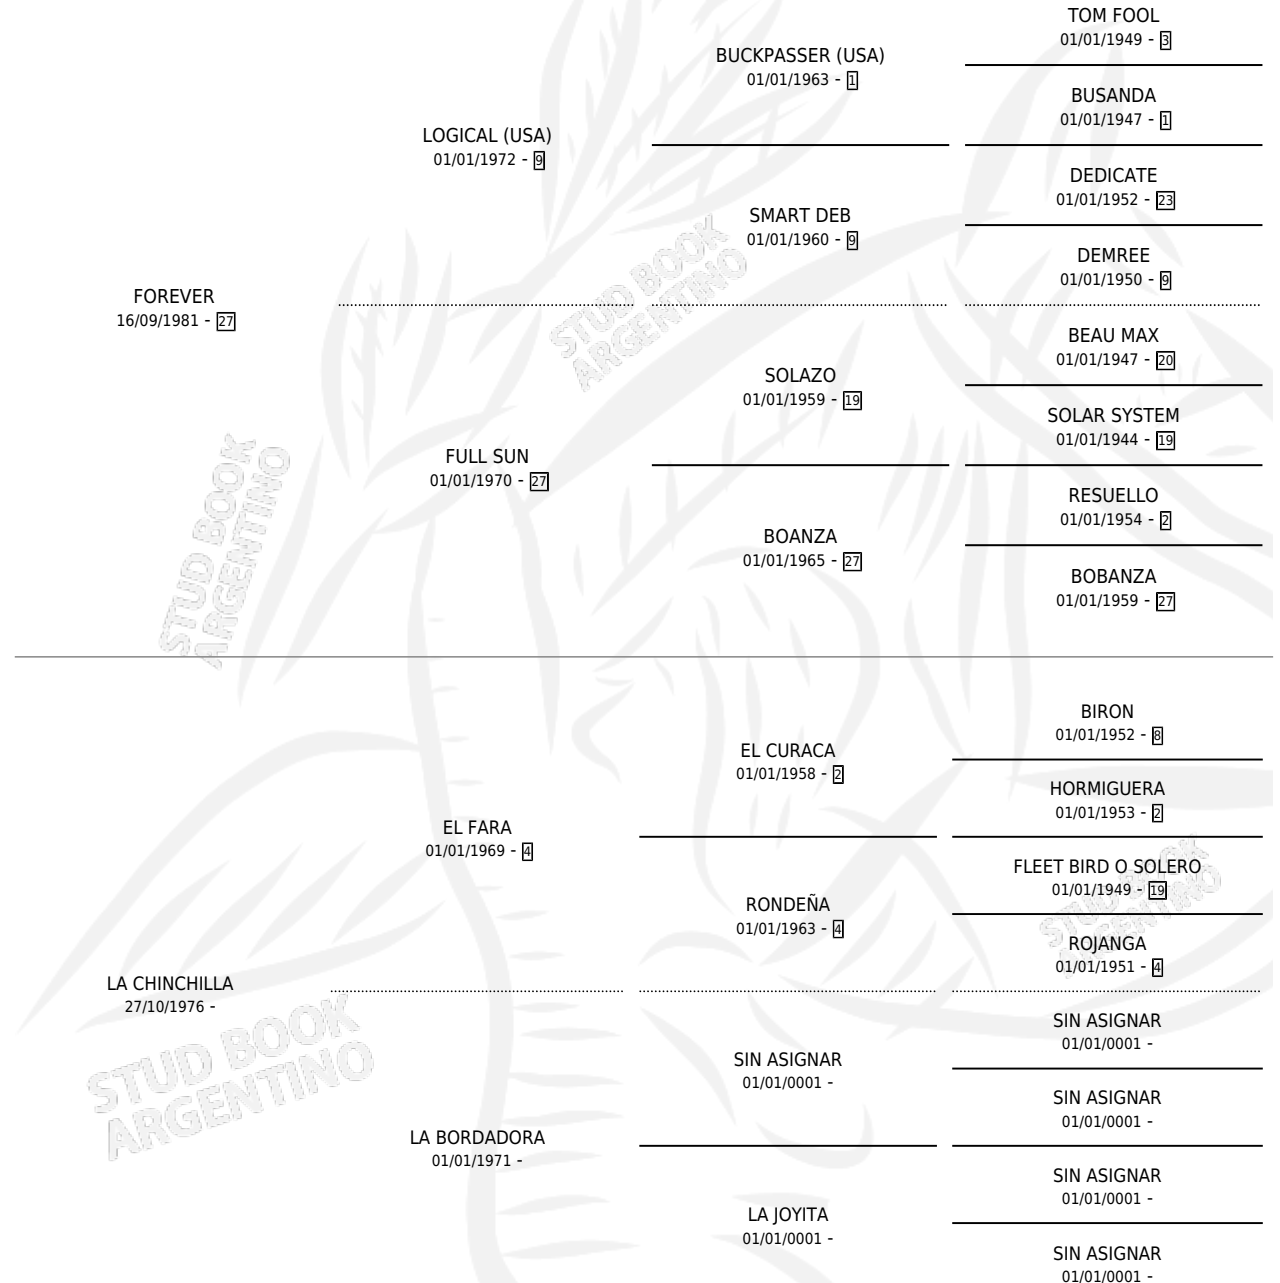 TOM FOOL
01/01/1949 - 3
BUCKPASSER (USA)
01/01/1963 - 1
BUSANDA
01/01/1947 - 1
LOGICAL (USA)
01/01/1972 - 9
DEDICATE
01/01/1952 - 23
SMART DEB
01/01/1960 - 9
DEMREE
01/01/1950 - 9
FOREVER
16/09/1981 - 27
BEAU MAX
01/01/1947 - 20
SOLAZO
01/01/1959 - 19
SOLAR SYSTEM
01/01/1944 - 19
FULL SUN
01/01/1970 - 27
RESUELLO
01/01/1954 - 2
BOANZA
01/01/1965 - 27
BOBANZA
01/01/1959 - 27
STUD BOOK
ARGENTINO
STUD BOOK
ARGENTINO
BIRON
01/01/1952 - 8
EL CURACA
01/01/1958 - 2
HORMIGUERA
01/01/1953 - 2
EL FARA
01/01/1969 - 4
FLEET BIRD O SOLERO
01/01/1949 - 19
RONDEÑA
01/01/1963 - 4
ROJANGA
01/01/1951 - 4
LA CHINCHILLA
27/10/1976 -
SIN ASIGNAR
01/01/0001 -
SIN ASIGNAR
01/01/0001 -
SIN ASIGNAR
01/01/0001 -
LA BORDADORA
01/01/1971 -
SIN ASIGNAR
01/01/0001 -
LA JOYITA
01/01/0001 -
SIN ASIGNAR
01/01/0001 -
STUD BOOK
ARGENTINO
STUD BOOK
ARGENTINO